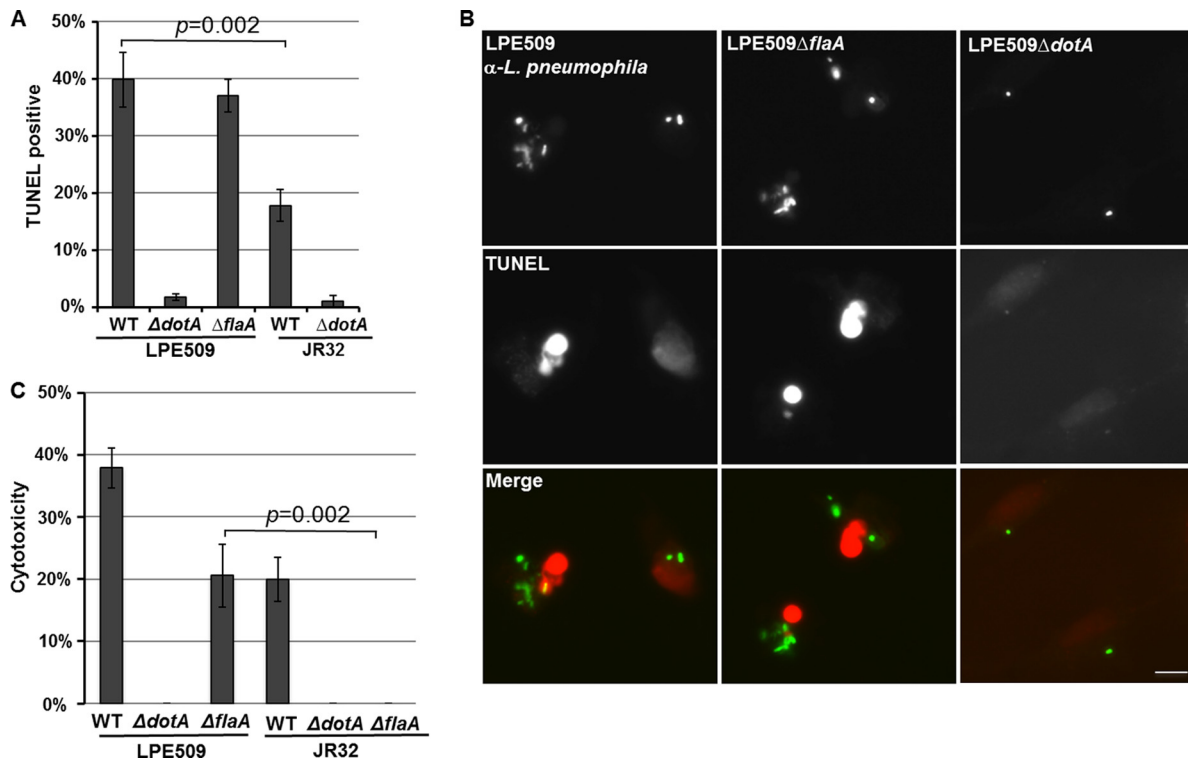 A
50%
40%
30%
20%
10%
0%
TUNEL positive
p=0.002
WT ΔdotA ΔflaA WT ΔdotA
LPE509 JR32
B
LPE509
α-L. pneumophila
LPE509ΔflaA
LPE509ΔdotA
TUNEL
Merge
C
50%
40%
30%
20%
10%
0%
Cytotoxicity
p=0.002
WT ΔdotA ΔflaA WT ΔdotA ΔflaA
LPE509 JR32